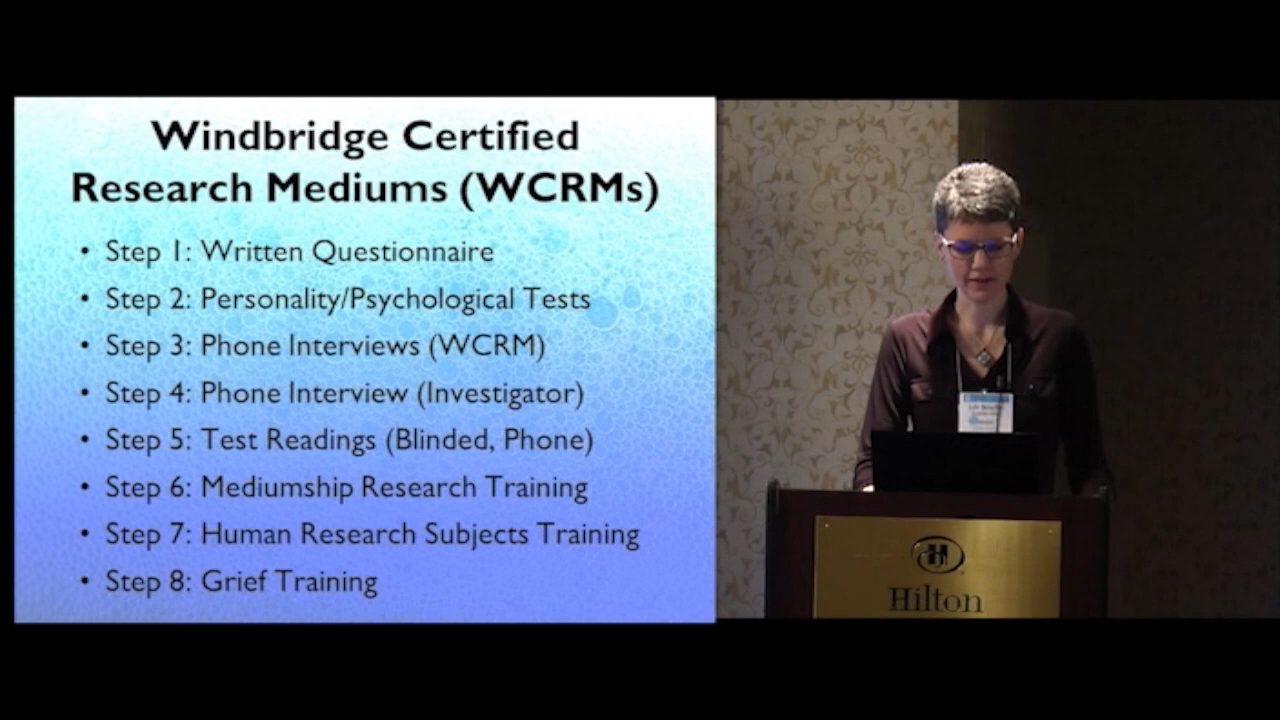 Windbridge Certified
Research Mediums (WCRMs)
• Step 1: Written Questionnaire
• Step 2: Personality/Psychological Tests
• Step 3: Phone Interviews (WCRM)
• Step 4: Phone Interview (Investigator)
• Step 5: Test Readings (Blinded, Phone)
• Step 6: Mediumship Research Training
• Step 7: Human Research Subjects Training
• Step 8: Grief Training
Hilton